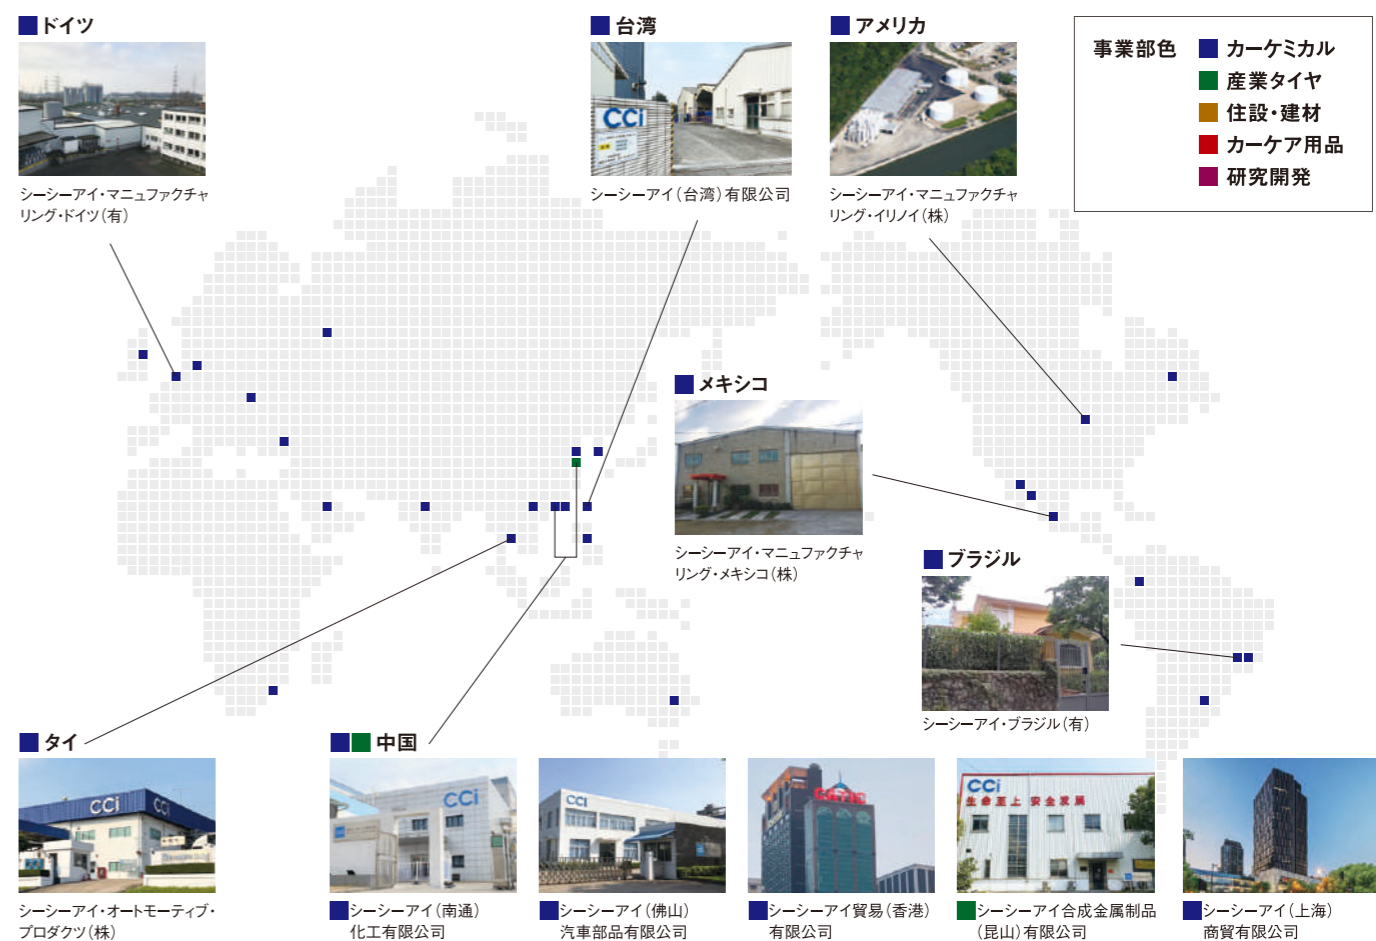 ドイツ
シーシーアイ・マニュファクチャ
リング・ドイツ(有)
台湾
CCi
シーシーアイ(台湾)有限公司
アメリカ
シーシーアイ・マニュファクチャ
リング・イリノイ(株)
事業部色
カーケミカル
産業タイヤ
住設・建材
カーケア用品
研究開発
メキシコ
シーシーアイ・マニュファクチャ
リング・メキシコ(株)
ブラジル
シーシーアイ・ブラジル(有)
タイ
CCi
CCi
シーシーアイ・オートモーティブ・
プロダクツ(株)
中国
CCi
シーシーアイ(南通)
化工有限公司
CCi
シーシーアイ(佛山)
汽車部品有限公司
シーシーアイ貿易(香港)
有限公司
CCi
生命至上 安全发展
シーシーアイ合成金属制品
(昆山)有限公司
シーシーアイ(上海)
商貿有限公司